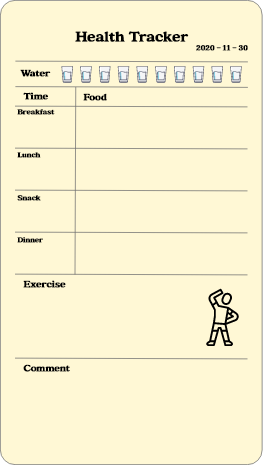 Health Tracker
2020 - 11 - 30
Water
Time Food
Breakfast
Lunch
Snack
Dinner
Exercise
Comment